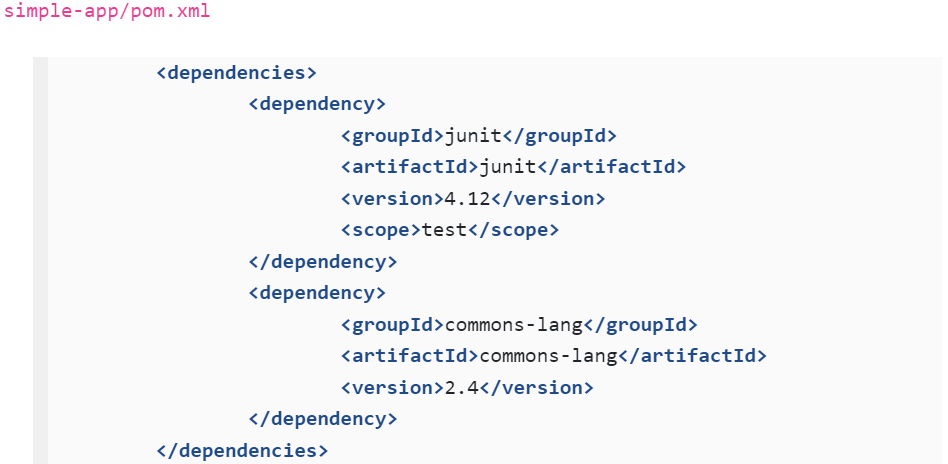 simple-app/pom.xml
<dependencies>
<dependency>
<groupId>junit</groupId>
<artifactId>junit</artifactId>
<version>4.12</version>
<scope>test</scope>
</dependency>
<dependency>
<groupId>commons-lang</groupId>
<artifactId>commons-lang</artifactId>
<version>2.4</version>
</dependency>
</dependencies>